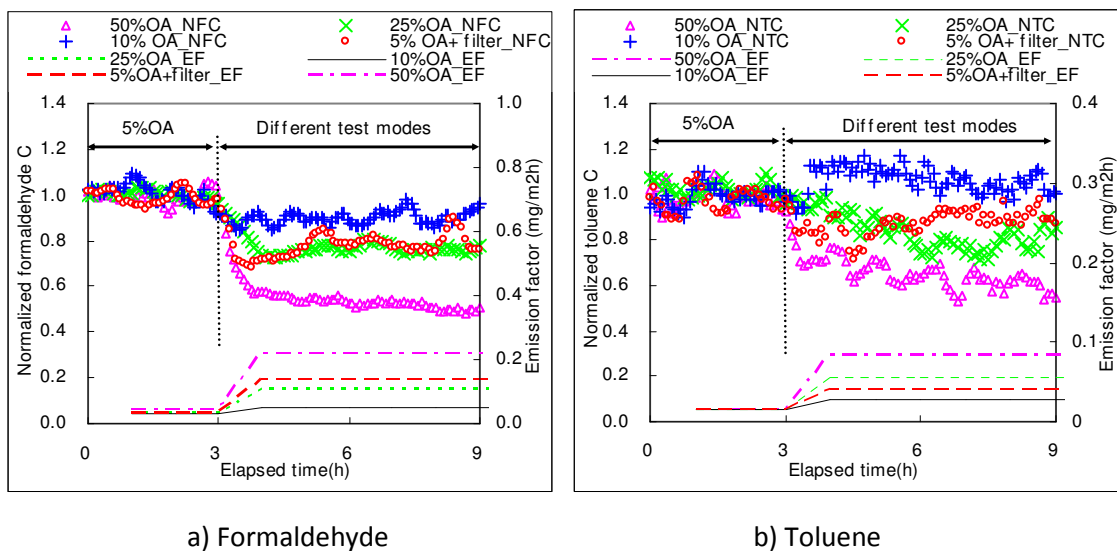 50%OA_NFC 25%OA_NFC
10% OA_NFC 5% OA+ filter_NFC
25%OA_EF 10%OA_EF
5%OA+filter_EF 50%OA_EF
1.4 1.0
5%OA Different test modes
1.2
0.8
1.0
0.8 0.6
0.6 0.4
0.4
0.2
0.2
0.0 0.0
0 3 6 9
Elapsed time(h)
Normalized formaldehyde C
Emission factor (mg/m2h)
a) Formaldehyde
50%OA_NTC 25%OA_NTC
10% OA_NTC 5% OA+ filter_NTC
50%OA_EF 25%OA_EF
10%OA_EF 5%OA+filter_EF
1.4 0.4
5%OA Different test modes
1.2
0.3
1.0
0.8
0.2
0.6
0.4
0.1
0.2
0.0 0
0 3 6 9
Elapsed time(h)
Normalized toluene C
Emission factor (mg/m2h)
b) Toluene